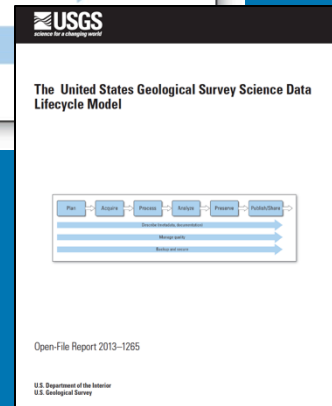 USGS
science for a changing world
The United States Geological Survey Science Data
Lifecycle Model
Plan
Acquire
Process
Analyze
Preserve
Publish/Share
Describe (metadata, documentation)
Manage quality
Backup and secure
Open-File Report 2013–1265
U.S. Department of the Interior
U.S. Geological Survey